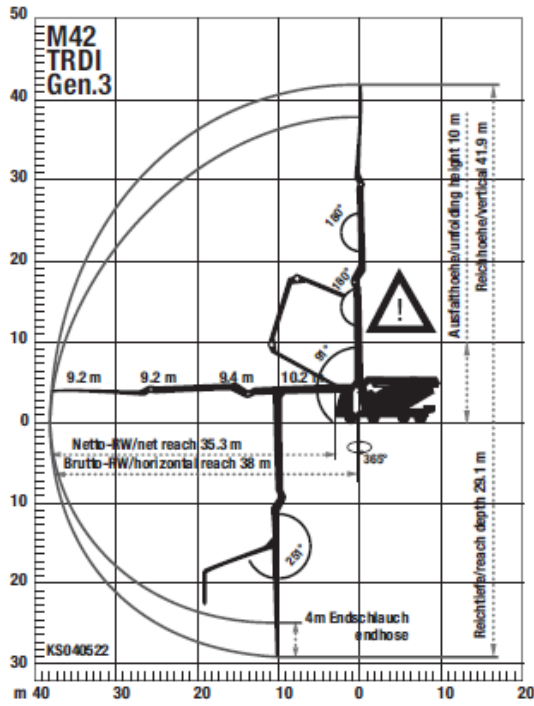 50
M42
TRDI
Gen.3
40
30
20
10
0
10
20
30
180°
180°
91°
Ausfalthoehe/unfolding height 10 m
Reichhoehe/vertical 41.9 m
9.2 m
9.2 m
9.4 m
10.2 m
Netto-RW/net reach 35.3 m
Brutto-RW/horizontal reach 38 m
365°
251°
Reichtiefe/reach depth 29.1 m
4m Endschlauch
endhose
KS040522
!
m 40 30 20 10 0 10 20